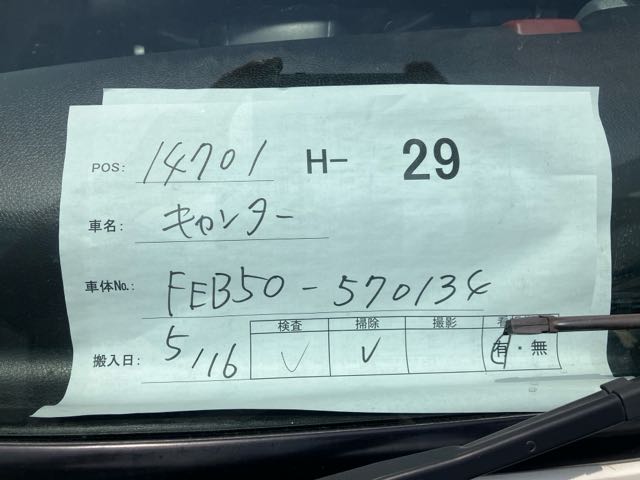 POS: 14701 H- 29
車名: キャンター
車体No.: FEB50-570134
検査 掃除 撮影
搬入日: 5/16 ✓ ✓ 有・無